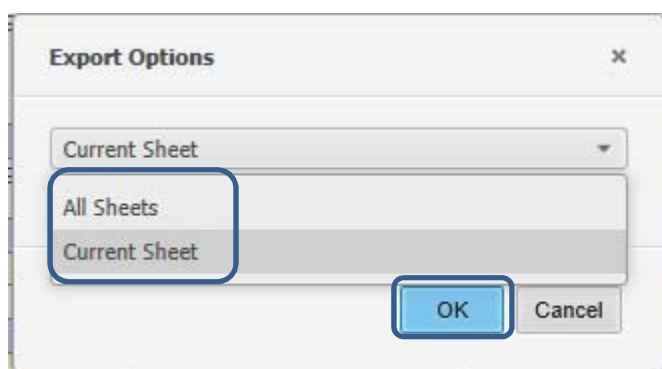 Export Options ×
Current Sheet
All Sheets
Current Sheet
OK Cancel